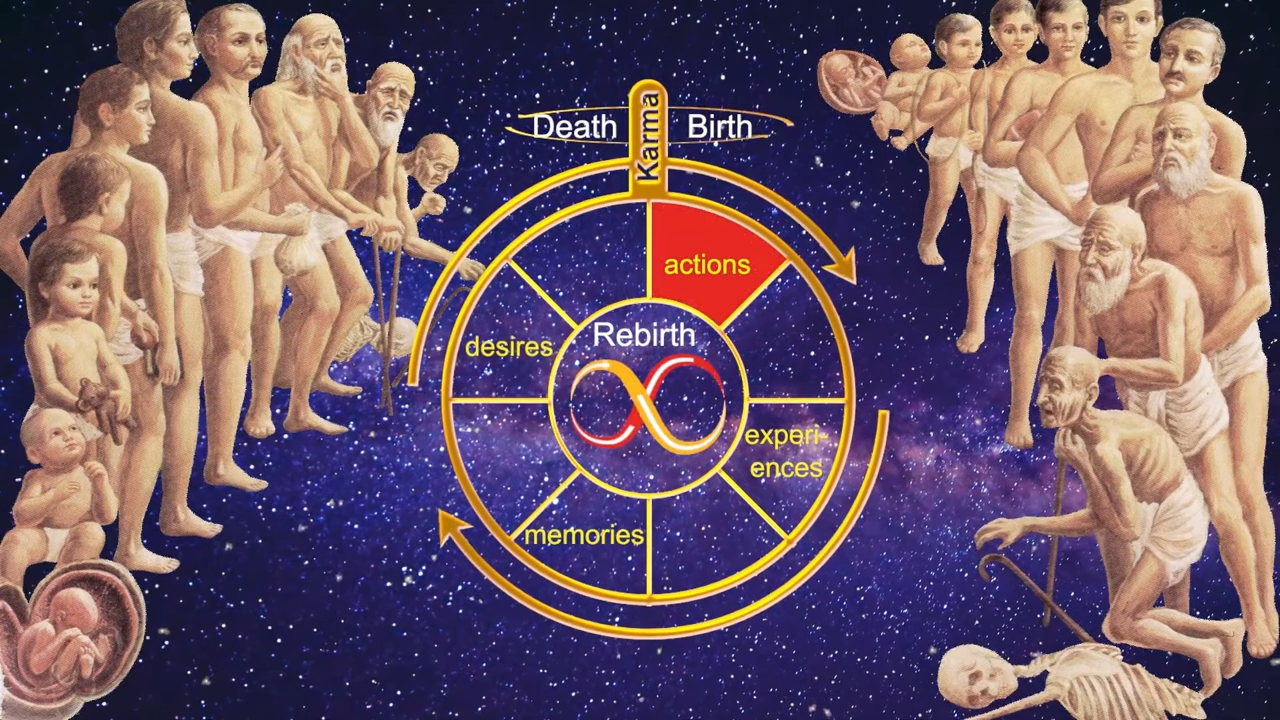 Death
Karma
Birth
actions
Rebirth
desires
experi-
ences
memories